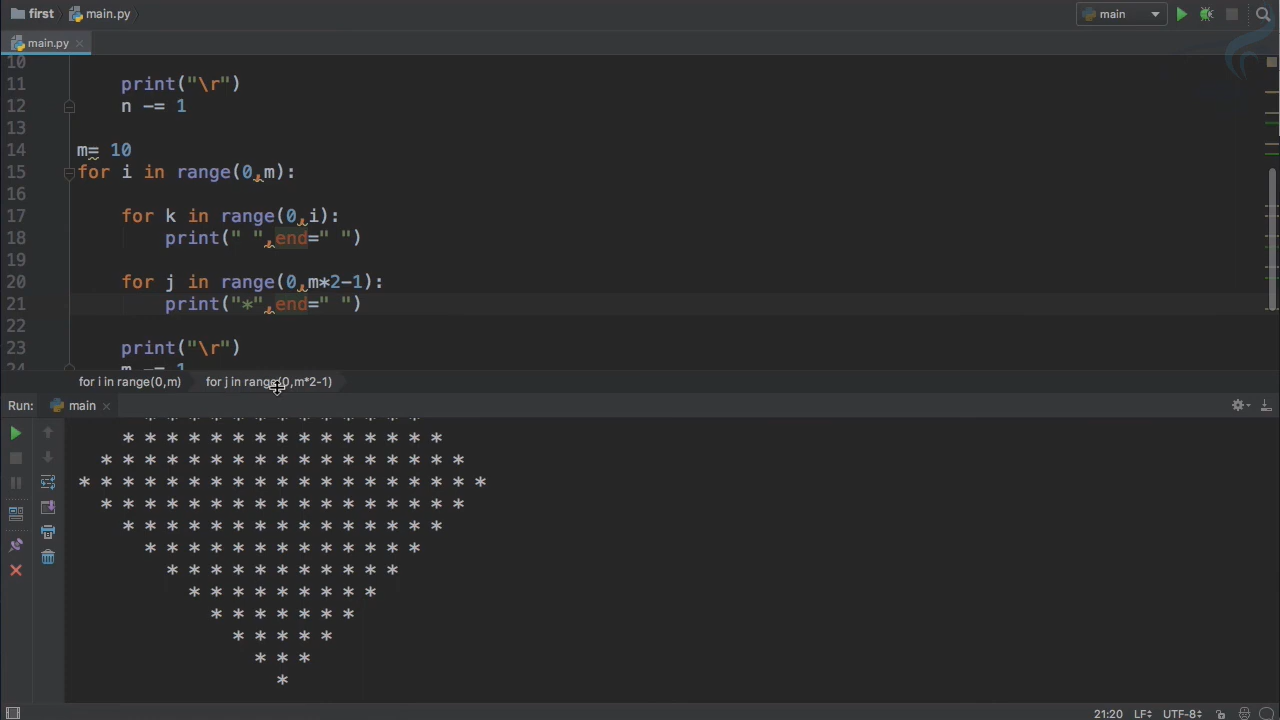 first main.py main
main.py
10
11 print("\r")
12 n -= 1
13
14 m= 10
15 for i in range(0,m):
16
17 for k in range(0,i):
18 print(" ",end=" ")
19
20 for j in range(0,m*2-1):
21 print("*",end=" ")
22
23 print("\r")
24 m -= 1
for i in range(0,m) for j in range(0,m*2-1)
Run: main
* * * * * * * * * * * * *
* * * * * * * * * * * * * * *
* * * * * * * * * * * * * * * * *
* * * * * * * * * * * * * * * * * * *
* * * * * * * * * * * * * * * * *
* * * * * * * * * * * * * * *
* * * * * * * * * * * * *
* * * * * * * * * * *
* * * * * * * * *
* * * * * * *
* * * * *
* * *
*
21:20 LF÷ UTF-8÷